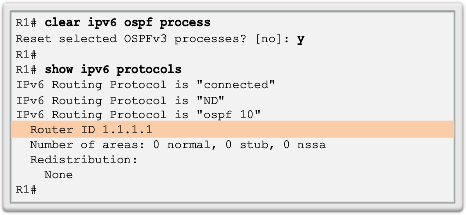 R1# clear ipv6 ospf process
Reset selected OSPFv3 processes? [no]: y
R1#
R1# show ipv6 protocols
IPv6 Routing Protocol is "connected"
IPv6 Routing Protocol is "ND"
IPv6 Routing Protocol is "ospf 10"
Router ID 1.1.1.1
Number of areas: 0 normal, 0 stub, 0 nssa
Redistribution:
None
R1#